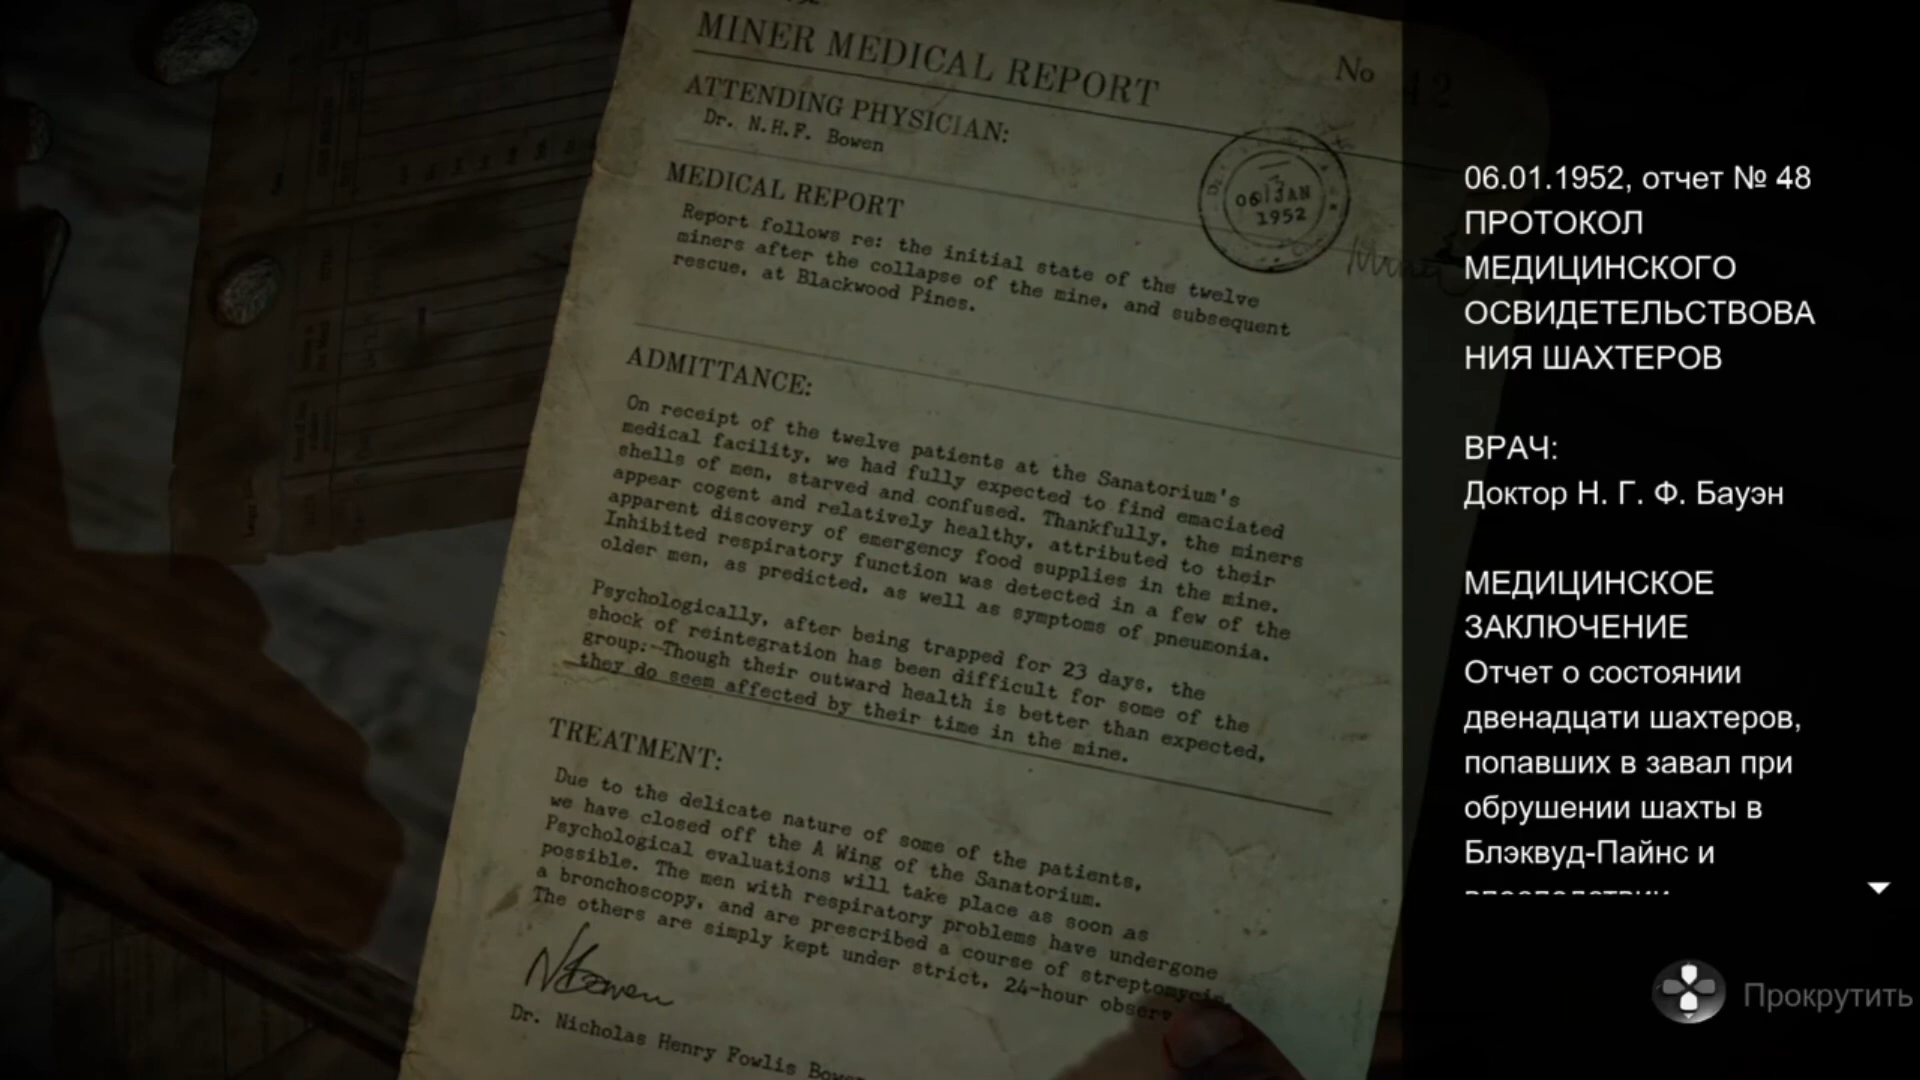 MINER MEDICAL REPORT
No
ATTENDING PHYSICIAN:
Dr. N.H.F. Bowen
MEDICAL REPORT
06 JAN
1952
Report follows re: the initial state of the twelve
miners after the collapse of the mine, and subsequent
rescue, at Blackwood Pines.
ADMITTANCE:
On receipt of the twelve patients at the Sanatorium's
medical facility, we had fully expected to find emaciated
shells of men, starved and confused. Thankfully, the miners
appear cogent and relatively healthy, attributed to their
apparent discovery of emergency food supplies in the mine.
Inhibited respiratory function was detected in a few of the
older men, as predicted, as well as symptoms of pneumonia.
Psychologically, after being trapped for 23 days, the
shock of reintegration has been difficult for some of the
group: Though their outward health is better than expected,
they do seem affected by their time in the mine.
TREATMENT:
Due to the delicate nature of some of the patients,
we have closed off the A Wing of the Sanatorium.
Psychological evaluations will take place as soon as
possible. The men with respiratory problems have undergone
a bronchoscopy, and are prescribed a course of streptomycin.
The others are simply kept under strict, 24-hour observ
NBowen
Dr. Nicholas Henry Fowlis Bowen
06.01.1952, отчет № 48
ПРОТОКОЛ
МЕДИЦИНСКОГО
ОСВИДЕТЕЛЬСТВОВА
НИЯ ШАХТЕРОВ
ВРАЧ:
Доктор Н. Г. Ф. Бауэн
МЕДИЦИНСКОЕ
ЗАКЛЮЧЕНИЕ
Отчет о состоянии
двенадцати шахтеров,
попавших в завал при
обрушении шахты в
Блэквуд-Пайнс и
Прокрутить